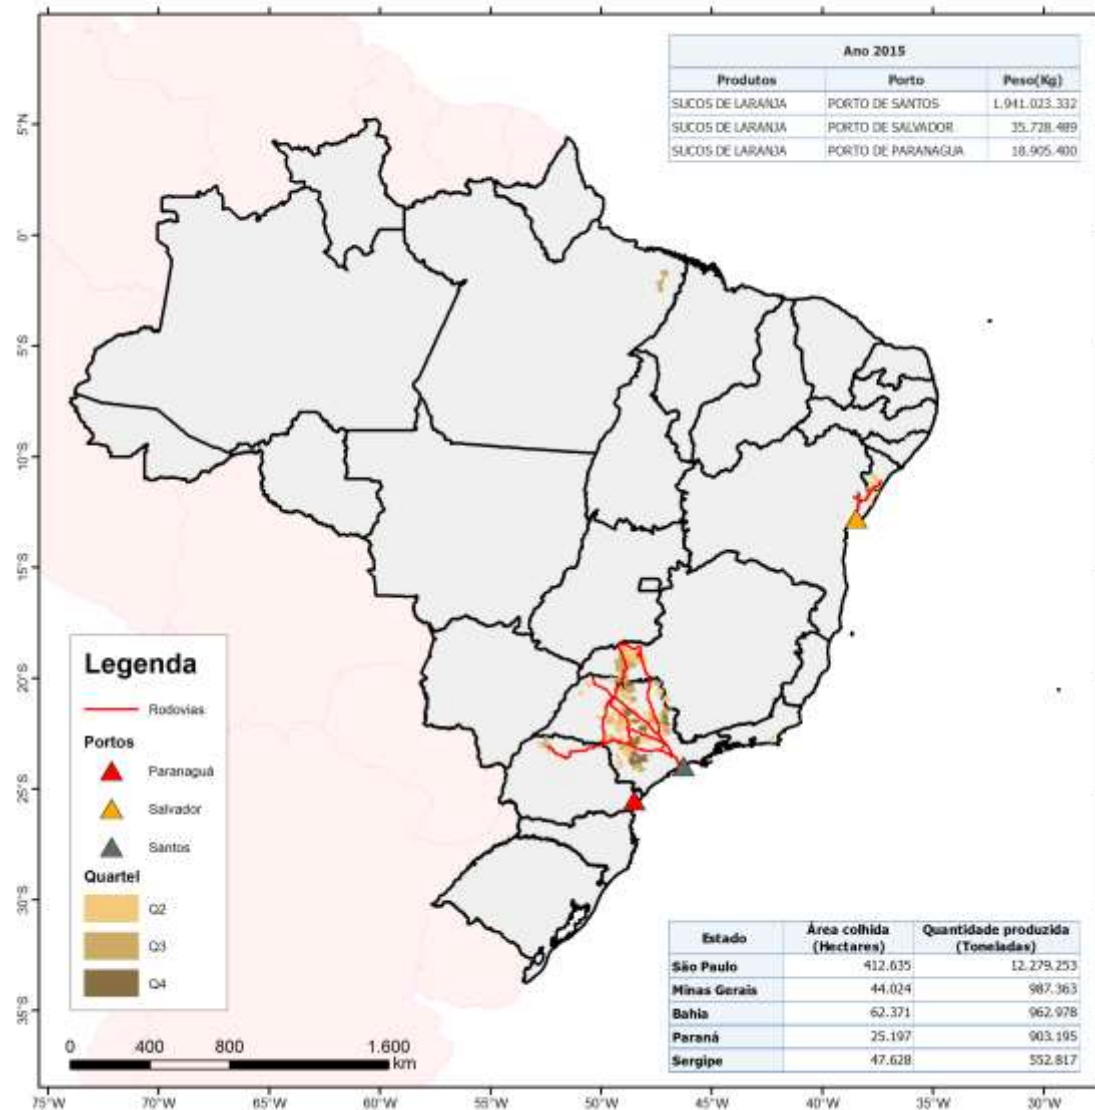 Ano 2015
Produtos Porto Peso(Kg)
SUCOS DE LARANJA PORTO DE SANTOS 1.941.023.332
SUCOS DE LARANJA PORTO DE SALVADOR 35.728.489
SUCOS DE LARANJA PORTO DE PARANAGUA 18.905.400
5°N
0°
5°S
10°S
15°S
20°S
25°S
30°S
35°S
Legenda
Rodovias
Portos
Paranaguá
Salvador
Santos
Quartel
Q2
Q3
Q4
0 400 800 1.600
km
Estado Área colhida (Hectares) Quantidade produzida (Toneladas)
São Paulo 412.635 12.279.253
Minas Gerais 44.024 987.363
Bahia 62.371 962.978
Paraná 25.197 903.195
Sergipe 47.628 552.817
75°W 70°W 65°W 60°W 55°W 50°W 45°W 40°W 35°W 30°W